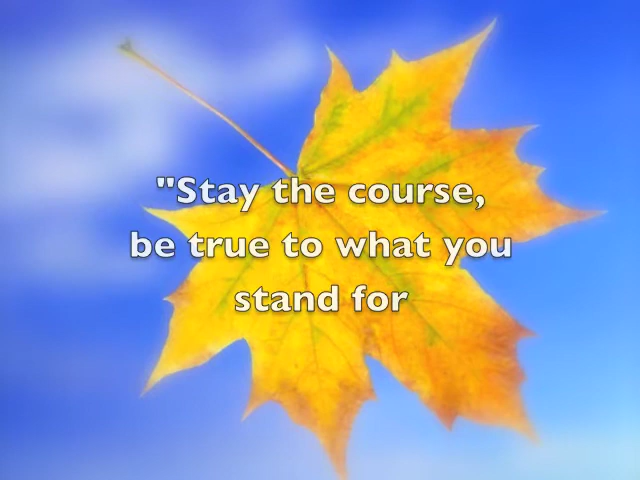 "Stay the course,
be true to what you
stand for